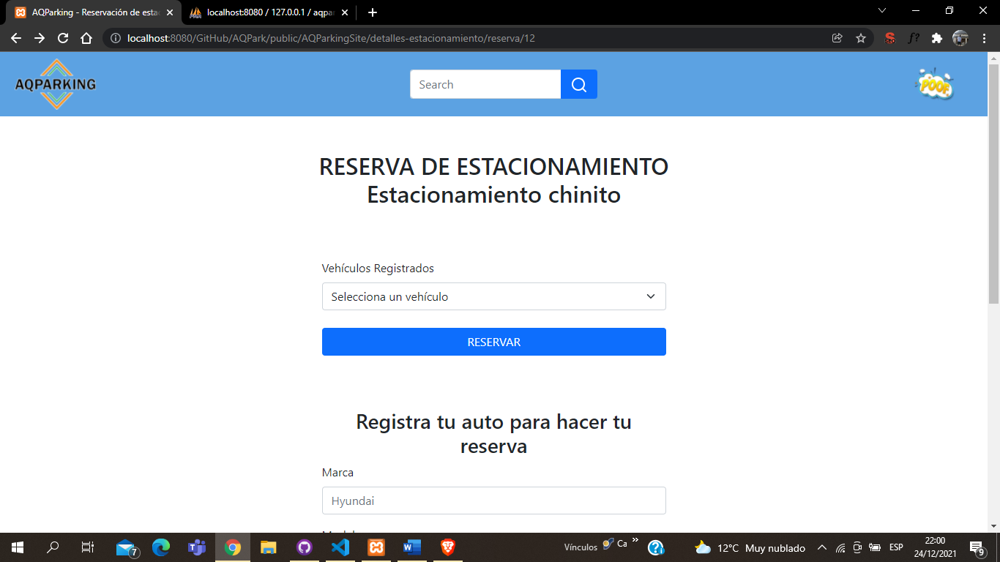 AQParking - Reservación de esta
localhost:8080 / 127.0.0.1 / aqpar
localhost:8080/GitHub/AQPark/public/AQParkingSite/detalles-estacionamiento/reserva/12
SEO
f?
AQPARKING
Search
POOF
RESERVA DE ESTACIONAMIENTO
Estacionamiento chinito
Vehículos Registrados
Selecciona un vehículo
RESERVAR
Registra tu auto para hacer tu
reserva
Marca
Hyundai
7
Vínculos
Ca
»
12°C Muy nublado
ESP
22:00
24/12/2021
9